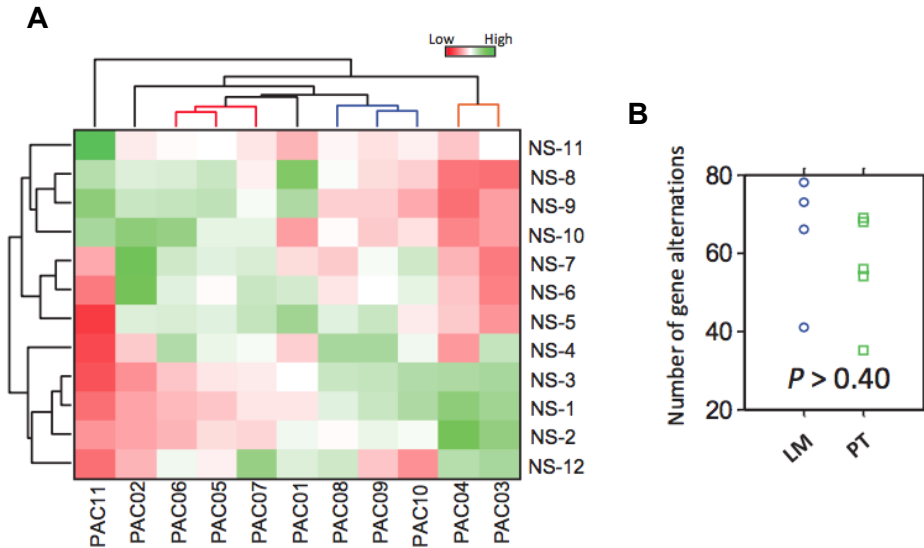 A
Low High
NS-11
NS-8
NS-9
NS-10
NS-7
NS-6
NS-5
NS-4
NS-3
NS-1
NS-2
NS-12
PAC11 PAC02 PAC06 PAC05 PAC07 PAC01 PAC08 PAC09 PAC10 PAC04 PAC03
B
Number of gene alternations
80
60
40
20
P > 0.40
LM PT